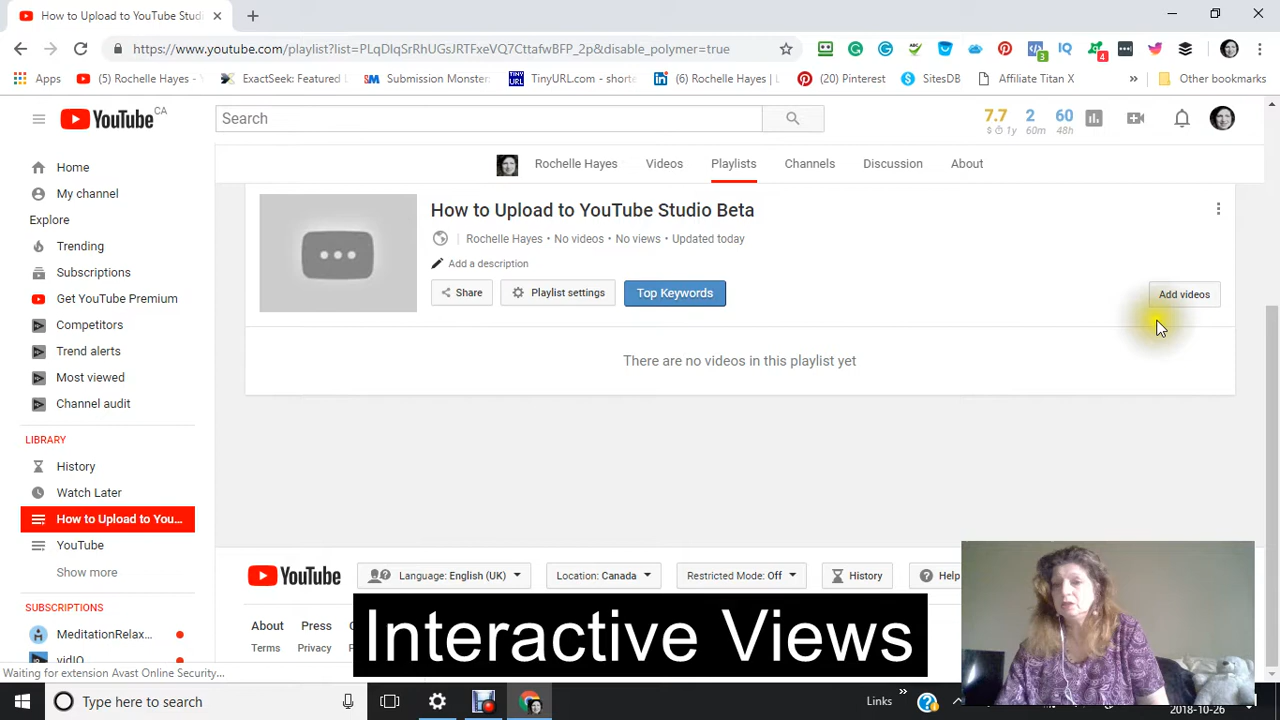 How to Upload to YouTube Studi
https://www.youtube.com/playlist?list=PLqDlqSrRhUGsJRTFxeVQ7CttafwBFP_2p&disable_polymer=true
Apps
(5) Rochelle Hayes -
ExactSeek: Featured
Submission Monster
TinyURL.com - shorte
(6) Rochelle Hayes |
(20) Pinterest
SitesDB
Affiliate Titan X
»
Other bookmarks
YouTube CA
Search
7.7 2 60
$ 1y 60m 48h
Rochelle Hayes
Videos
Playlists
Channels
Discussion
About
Home
My channel
Explore
Trending
Subscriptions
Get YouTube Premium
Competitors
Trend alerts
Most viewed
Channel audit
LIBRARY
History
Watch Later
How to Upload to You...
YouTube
Show more
SUBSCRIPTIONS
MeditationRelax...
vidIQ
How to Upload to YouTube Studio Beta
Rochelle Hayes • No videos • No views • Updated today
Add a description
Share
Playlist settings
Top Keywords
Add videos
There are no videos in this playlist yet
YouTube
Language: English (UK)
Location: Canada
Restricted Mode: Off
History
Help
About Press
Terms Privacy
Interactive Views
Waiting for extension Avast Online Security...
Type here to search
Links
»
2018-10-26